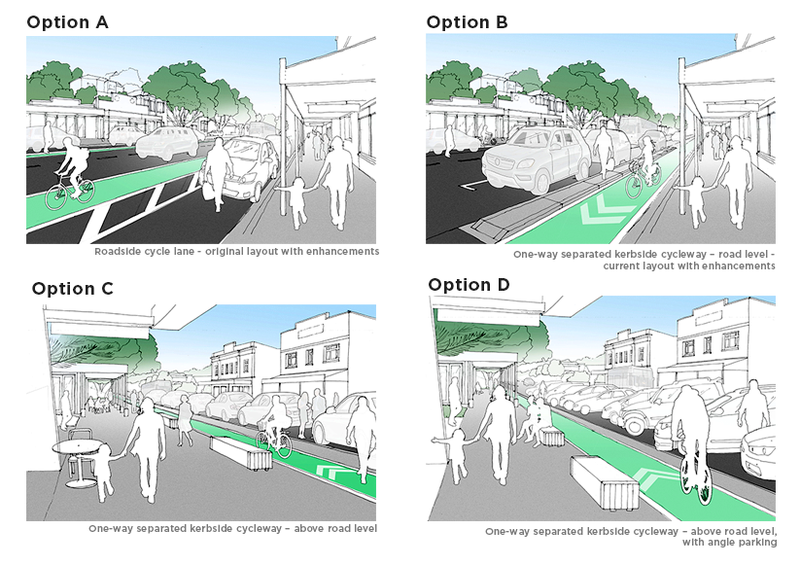 Option A
Roadside cycle lane - original layout with enhancements
Option B
One-way separated kerbside cycleway – road level -
current layout with enhancements
Option C
One-way separated kerbside cycleway – above road level
Option D
One-way separated kerbside cycleway – above road level,
with angle parking